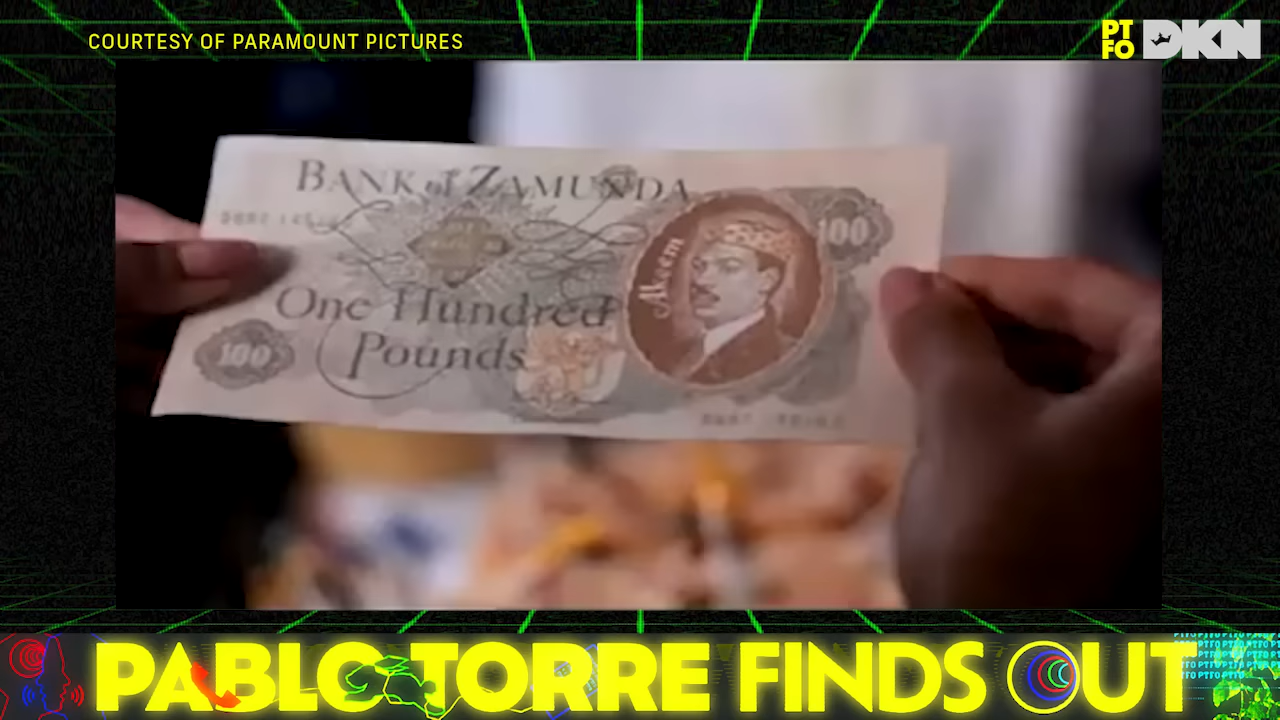 COURTESY OF PARAMOUNT PICTURES
PT
FO
DKN
BANK of ZAMUNDA
100
Akeem
One Hundred
Pounds
100
PABLO TORRE FINDS OUT